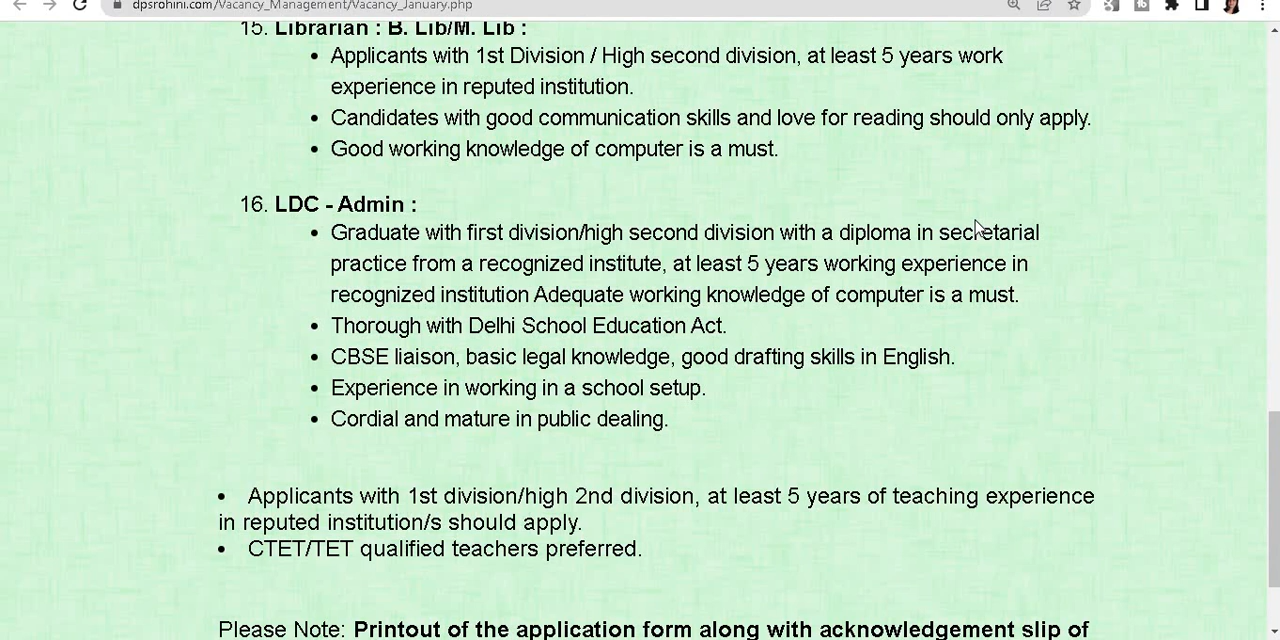 dpsrohini.com/Vacancy_Management/Vacancy_January.php
15. Librarian : B. Lib/M. Lib :
• Applicants with 1st Division / High second division, at least 5 years work
experience in reputed institution.
• Candidates with good communication skills and love for reading should only apply.
• Good working knowledge of computer is a must.
16. LDC - Admin :
• Graduate with first division/high second division with a diploma in secretarial
practice from a recognized institute, at least 5 years working experience in
recognized institution Adequate working knowledge of computer is a must.
• Thorough with Delhi School Education Act.
• CBSE liaison, basic legal knowledge, good drafting skills in English.
• Experience in working in a school setup.
• Cordial and mature in public dealing.
• Applicants with 1st division/high 2nd division, at least 5 years of teaching experience
in reputed institution/s should apply.
• CTET/TET qualified teachers preferred.
Please Note: Printout of the application form along with acknowledgement slip of